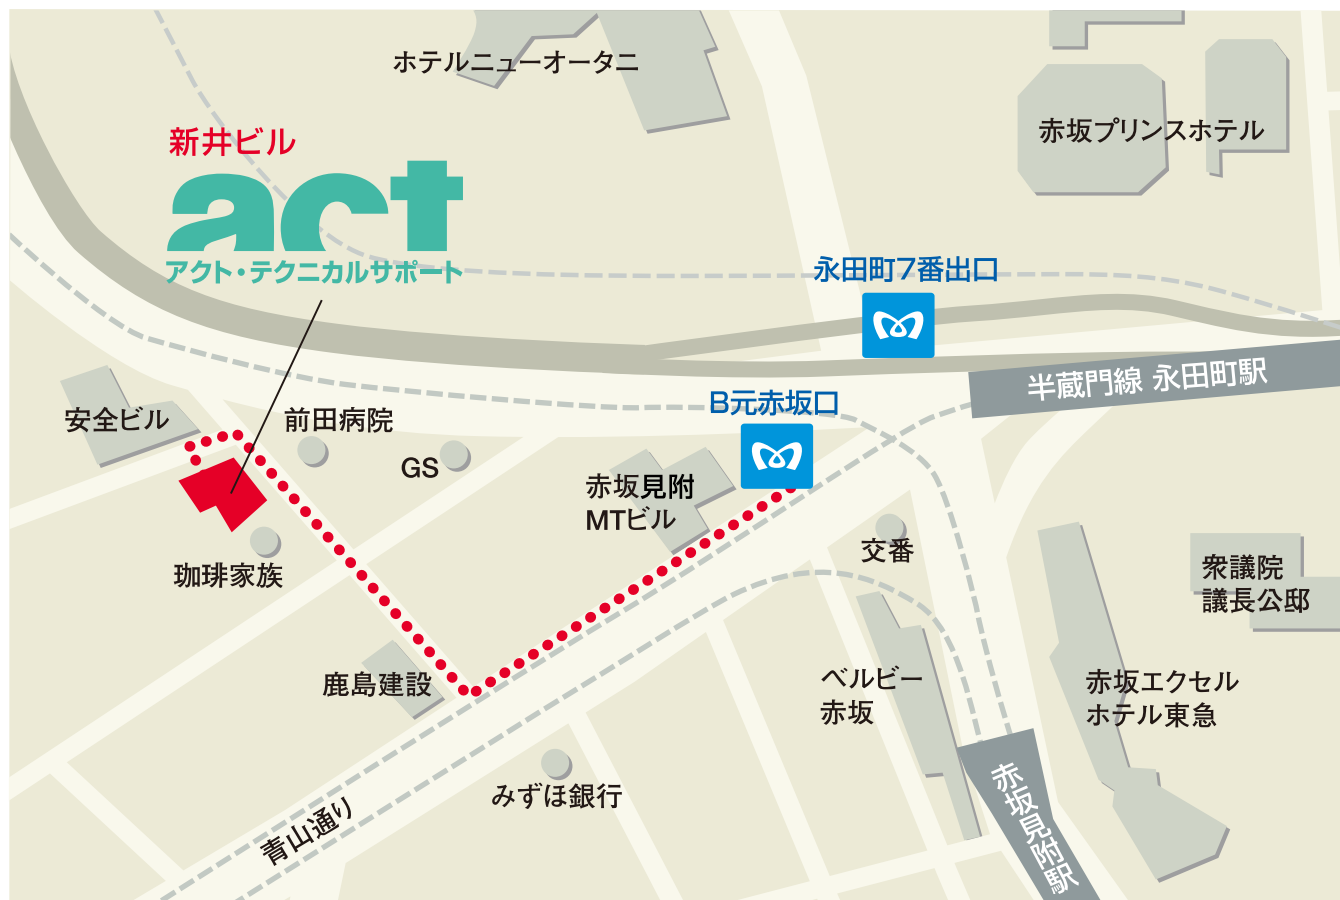 ホテルニューオータニ
赤坂プリンスホテル
新井ビル
act
アクト・テクニカルサポート
永田町7番出口
半蔵門線 永田町駅
B元赤坂口
安全ビル
前田病院
GS
赤坂見附
MTビル
交番
衆議院
議長公邸
珈琲家族
鹿島建設
ベルビー
赤坂
赤坂エクセル
ホテル東急
みずほ銀行
青山通り
赤坂見附駅